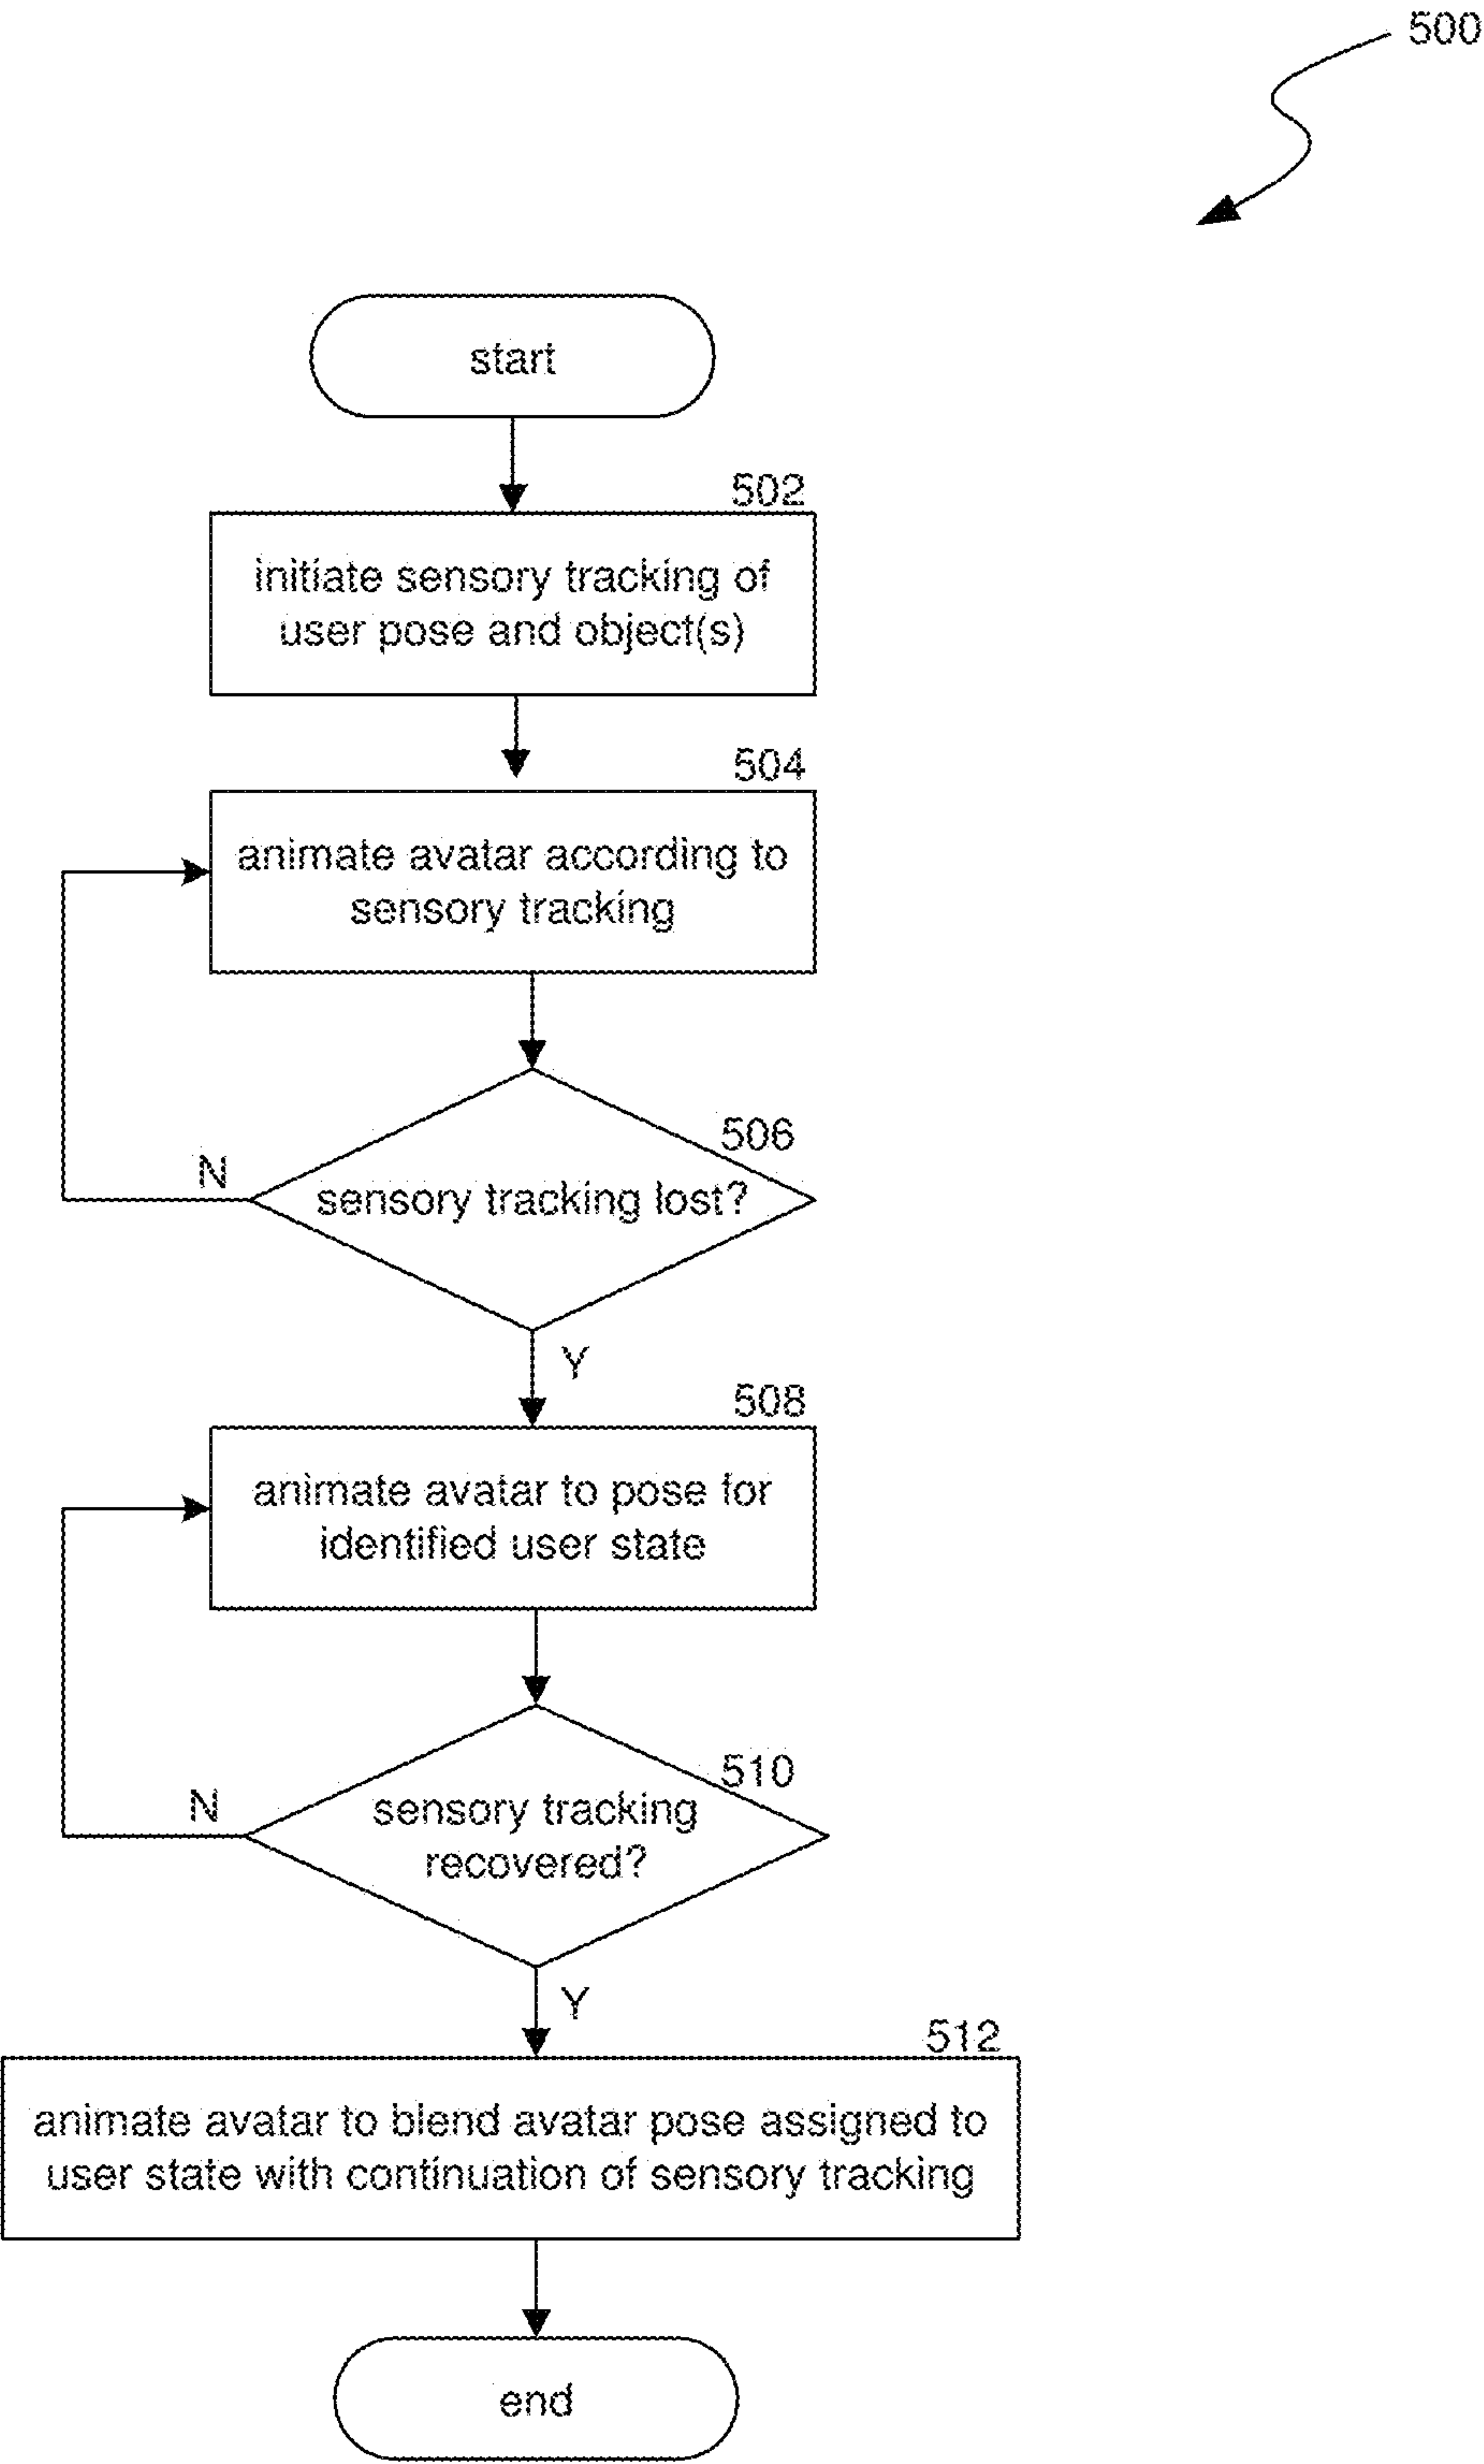 500
start
502
initiate sensory tracking of
user pose and object(s)
504
animate avatar according to
sensory tracking
506
N
sensory tracking lost?
Y
508
animate avatar to pose for
identified user state
510
N
sensory tracking
recovered?
Y
512
animate avatar to blend avatar pose assigned to
user state with continuation of sensory tracking
end